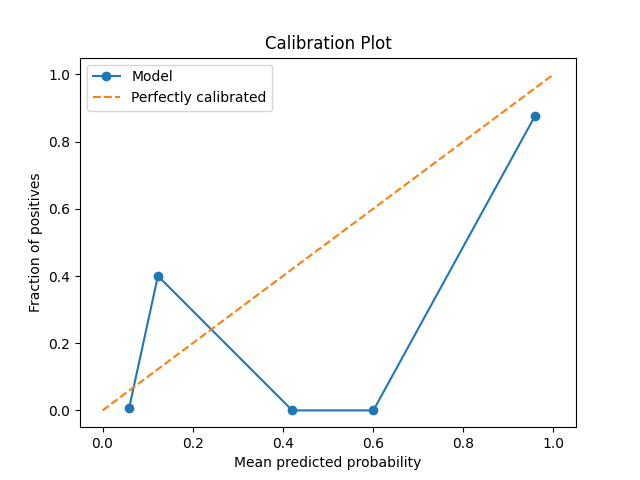 Calibration Plot
Model
Perfectly calibrated
1.0
0.8
0.6
0.4
0.2
0.0
Fraction of positives
0.0 0.2 0.4 0.6 0.8 1.0
Mean predicted probability